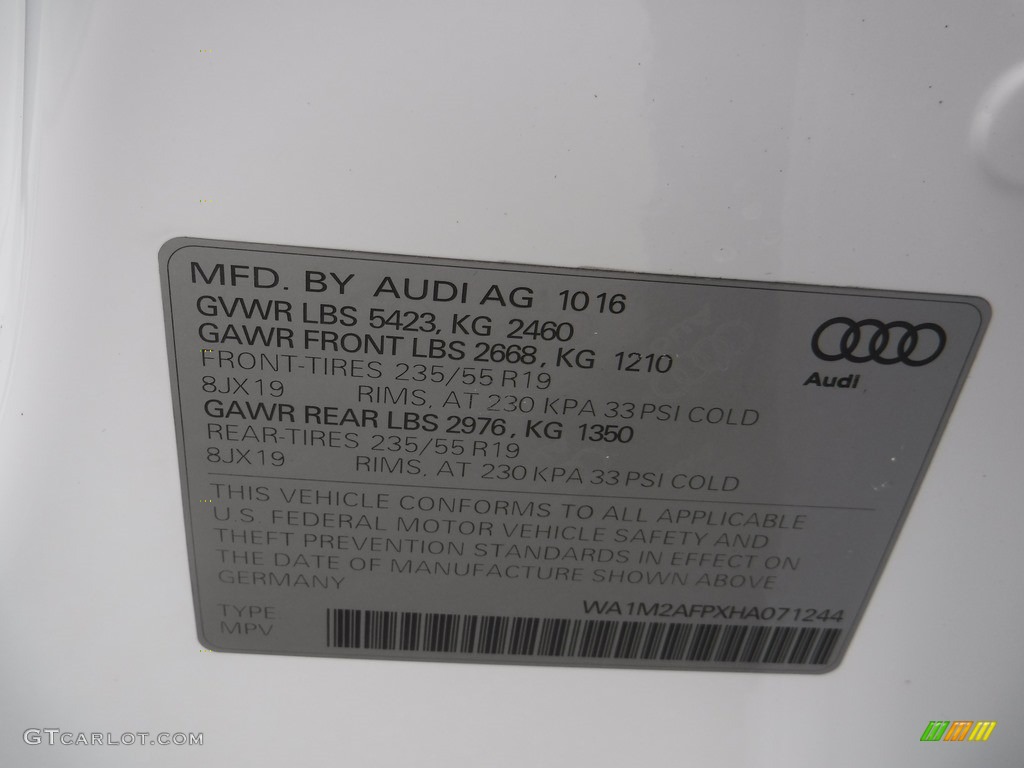 MFD. BY AUDI AG 10 16
GVWR LBS 5423, KG 2460
GAWR FRONT LBS 2668, KG 1210
FRONT-TIRES 235/55 R19
8JX19 RIMS, AT 230 KPA 33 PSI COLD
GAWR REAR LBS 2976, KG 1350
REAR-TIRES 235/55 R19
8JX19 RIMS, AT 230 KPA 33 PSI COLD
Audi
THIS VEHICLE CONFORMS TO ALL APPLICABLE
U.S. FEDERAL MOTOR VEHICLE SAFETY AND
THEFT PREVENTION STANDARDS IN EFFECT ON
THE DATE OF MANUFACTURE SHOWN ABOVE
GERMANY
WA1M2AFPXHA071244
TYPE
MPV
GTCARLOT.COM